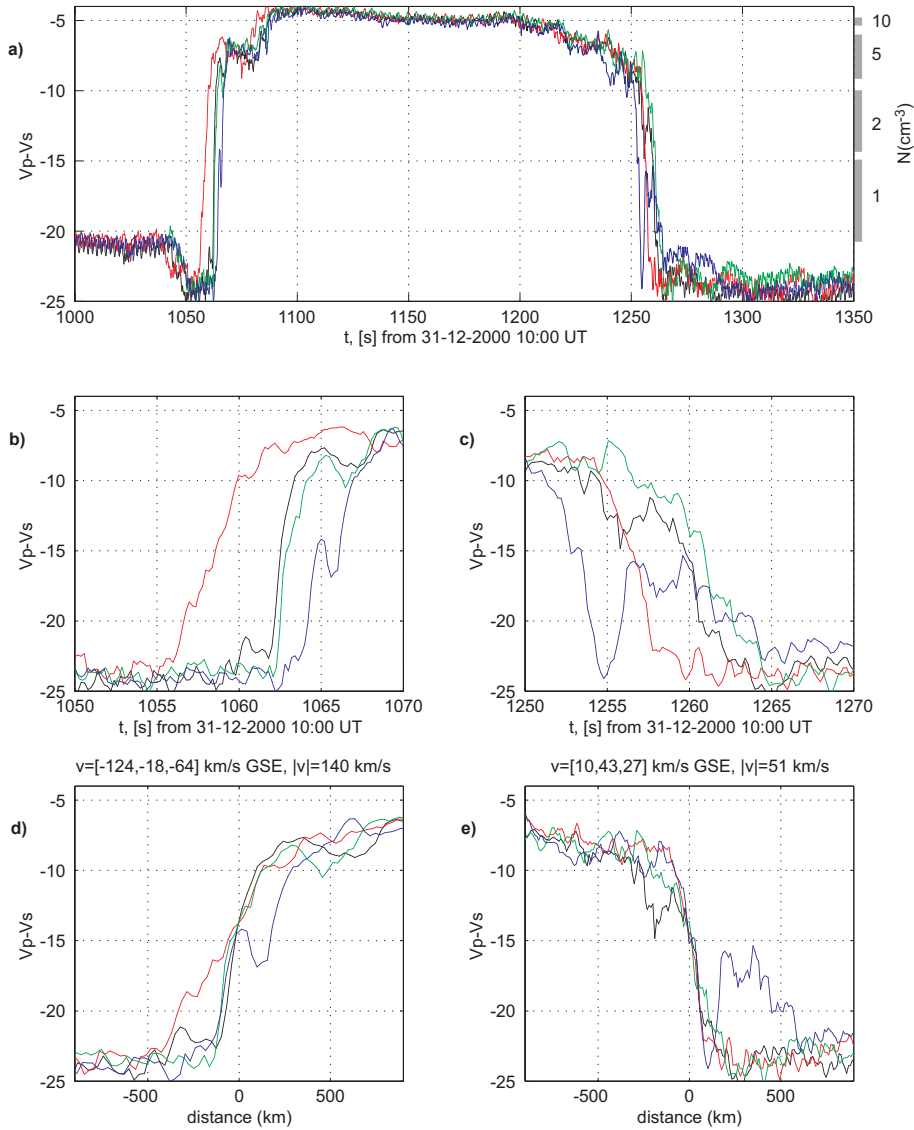 a)
Vp-Vs
-5
-10
-15
-20
-25
1000 1050 1100 1150 1200 1250 1300 1350
t, [s] from 31-12-2000 10:00 UT
10
5
2
1
N(cm-3)
b)
Vp-Vs
-5
-10
-15
-20
-25
1050 1055 1060 1065 1070
t, [s] from 31-12-2000 10:00 UT
c)
Vp-Vs
-5
-10
-15
-20
-25
1250 1255 1260 1265 1270
t, [s] from 31-12-2000 10:00 UT
v=[-124,-18,-64] km/s GSE, |v|=140 km/s
d)
Vp-Vs
-5
-10
-15
-20
-25
-500 0 500
distance (km)
v=[10,43,27] km/s GSE, |v|=51 km/s
e)
Vp-Vs
-5
-10
-15
-20
-25
-500 0 500
distance (km)